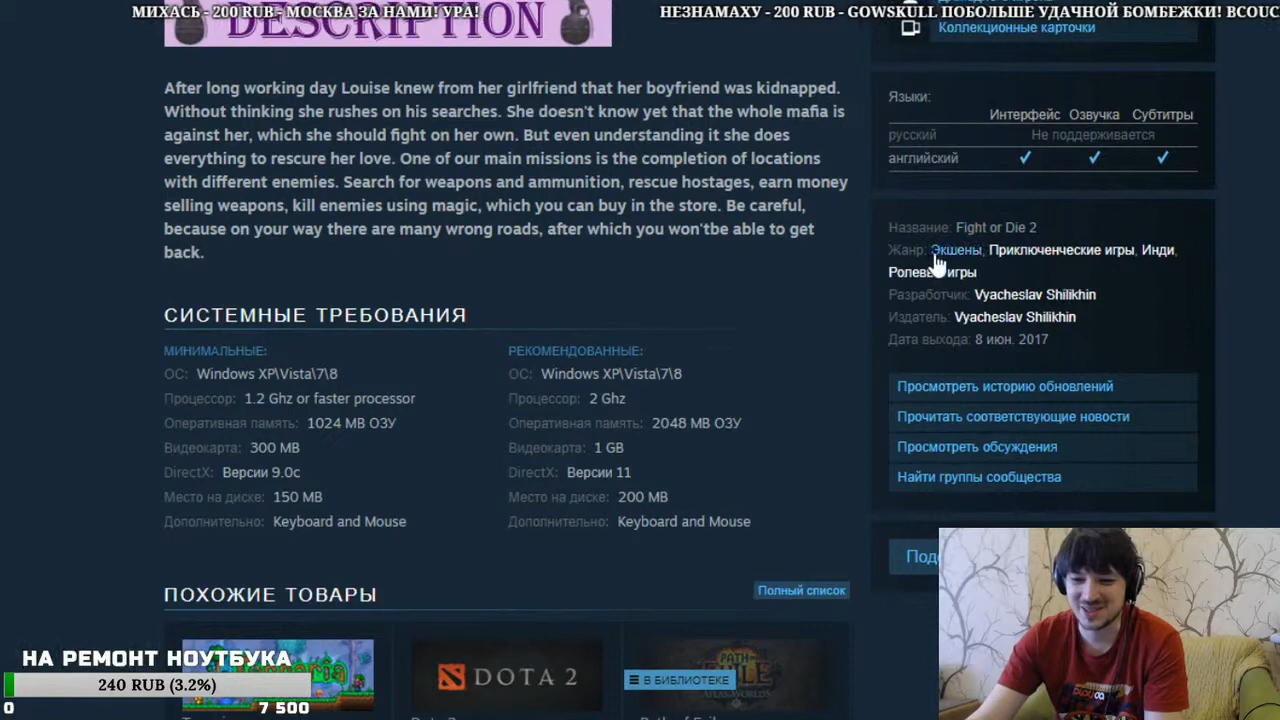 МИХАСЬ - 200 RUB - МОСКВА ЗА НАМИ! УРА!
НЕЗНАМАХУ - 200 RUB - GOWSKULL ПОБОЛЬШЕ УДАЧНОЙ БОМБЕЖКИ! ВСОUС
DESCRIPTION
Коллекционные карточки
After long working day Louise knew from her girlfriend that her boyfriend was kidnapped.
Without thinking she rushes on his searches. She doesn't know yet that the whole mafia is
against her, which she should fight on her own. But even understanding it she does
everything to rescure her love. One of our main missions is the completion of locations
with different enemies. Search for weapons and ammunition, rescue hostages, earn money
selling weapons, kill enemies using magic, which you can buy in the store. Be careful,
because on your way there are many wrong roads, after which you won'tbe able to get
back.
Языки:
Интерфейс Озвучка Субтитры
русский Не поддерживается
английский ✓ ✓ ✓
Название: Fight or Die 2
Жанр: Экшены, Приключенческие игры, Инди,
Ролевые игры
Разработчик: Vyacheslav Shilikhin
Издатель: Vyacheslav Shilikhin
Дата выхода: 8 июн. 2017
Просмотреть историю обновлений
Прочитать соответствующие новости
Просмотреть обсуждения
Найти группы сообщества
СИСТЕМНЫЕ ТРЕБОВАНИЯ
МИНИМАЛЬНЫЕ:
ОС: Windows XP\Vista\7\8
Процессор: 1.2 Ghz or faster processor
Оперативная память: 1024 MB ОЗУ
Видеокарта: 300 MB
DirectX: Версии 9.0c
Место на диске: 150 MB
Дополнительно: Keyboard and Mouse
РЕКОМЕНДОВАННЫЕ:
ОС: Windows XP\Vista\7\8
Процессор: 2 Ghz
Оперативная память: 2048 MB ОЗУ
Видеокарта: 1 GB
DirectX: Версии 11
Место на диске: 200 MB
Дополнительно: Keyboard and Mouse
ПОХОЖИЕ ТОВАРЫ
Полный список
DOTA 2
В БИБЛИОТЕКЕ
НА РЕМОНТ НОУТБУКА
240 RUB (3.2%)
0 7 500